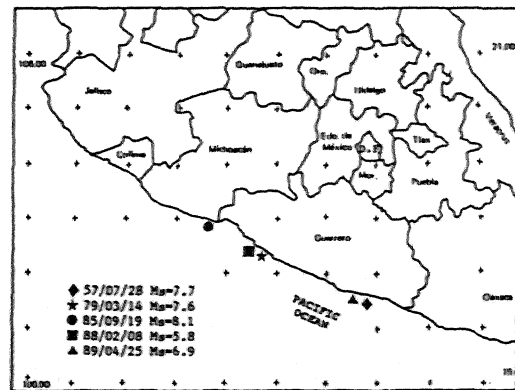 21.00
108.00
Guanajuato
Qro.
Hidalgo
Jalisco
Veracruz
Edo. de
México
D.F.
Tlax
Colima
Michoacán
Mor.
Puebla
Guerrero
57/07/28 Ms=7.7
79/03/14 Ms=7.6
85/09/19 Ms=8.1
88/02/08 Ms=5.8
89/04/25 Ms=6.9
PACIFIC
OCEAN
Oaxaca
100.00